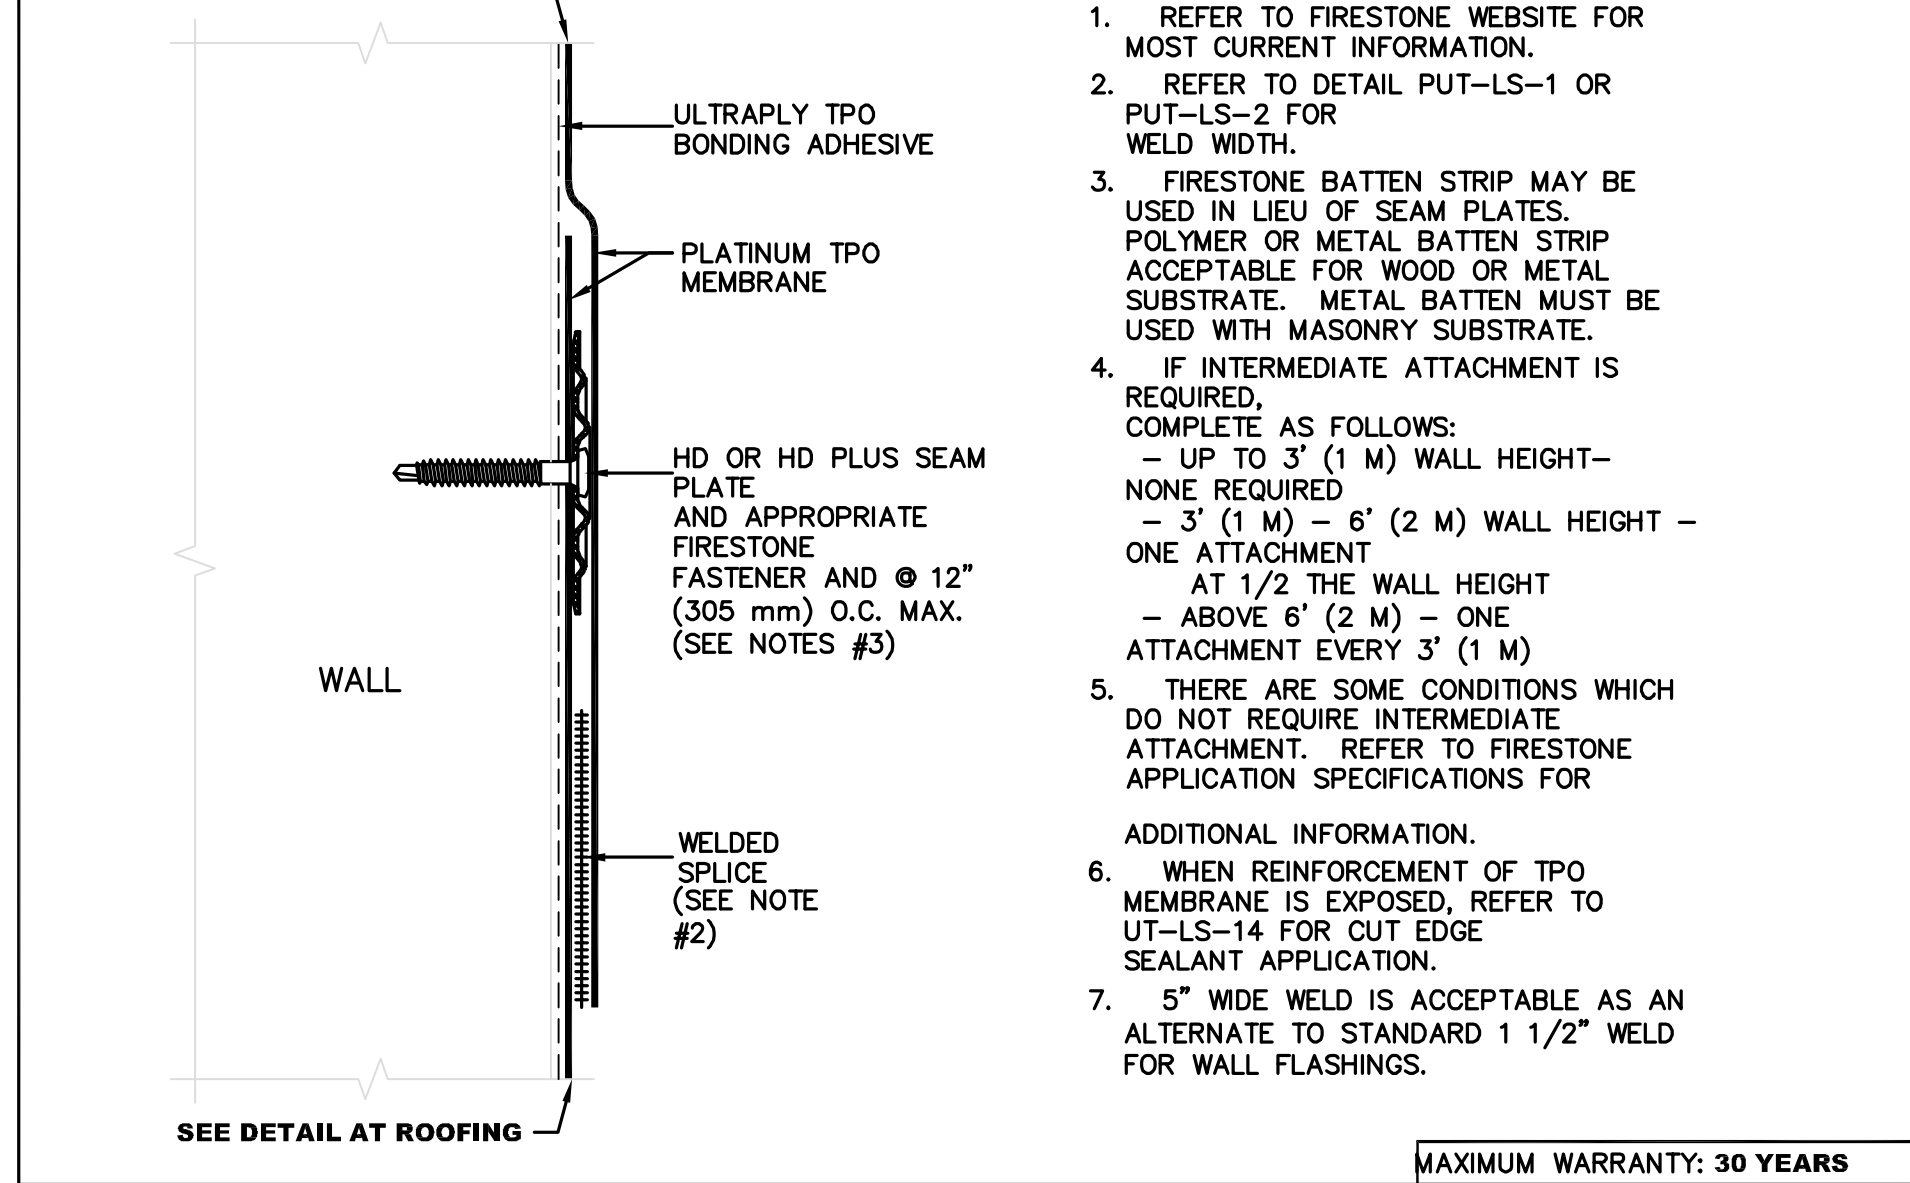 ULTRAPLY TPO
BONDING ADHESIVE
PLATINUM TPO
MEMBRANE
HD OR HD PLUS SEAM
PLATE
AND APPROPRIATE
FIRESTONE
FASTENER AND @ 12"
(305 mm) O.C. MAX.
(SEE NOTES #3)
WALL
WELDED
SPLICE
(SEE NOTE
#2)
SEE DETAIL AT ROOFING
1. REFER TO FIRESTONE WEBSITE FOR
MOST CURRENT INFORMATION.
2. REFER TO DETAIL PUT-LS-1 OR
PUT-LS-2 FOR
WELD WIDTH.
3. FIRESTONE BATTEN STRIP MAY BE
USED IN LIEU OF SEAM PLATES.
POLYMER OR METAL BATTEN STRIP
ACCEPTABLE FOR WOOD OR METAL
SUBSTRATE. METAL BATTEN MUST BE
USED WITH MASONRY SUBSTRATE.
4. IF INTERMEDIATE ATTACHMENT IS
REQUIRED,
COMPLETE AS FOLLOWS:
- UP TO 3' (1 M) WALL HEIGHT-
NONE REQUIRED
- 3' (1 M) - 6' (2 M) WALL HEIGHT -
ONE ATTACHMENT
AT 1/2 THE WALL HEIGHT
- ABOVE 6' (2 M) - ONE
ATTACHMENT EVERY 3' (1 M)
5. THERE ARE SOME CONDITIONS WHICH
DO NOT REQUIRE INTERMEDIATE
ATTACHMENT. REFER TO FIRESTONE
APPLICATION SPECIFICATIONS FOR
ADDITIONAL INFORMATION.
6. WHEN REINFORCEMENT OF TPO
MEMBRANE IS EXPOSED, REFER TO
UT-LS-14 FOR CUT EDGE
SEALANT APPLICATION.
7. 5" WIDE WELD IS ACCEPTABLE AS AN
ALTERNATE TO STANDARD 1 1/2" WELD
FOR WALL FLASHINGS.
MAXIMUM WARRANTY: 30 YEARS